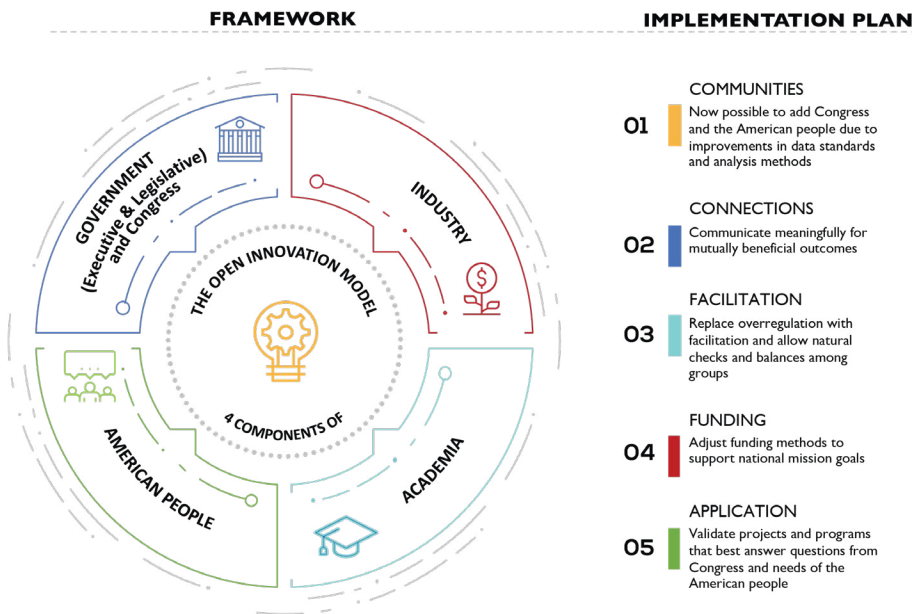 FRAMEWORK
GOVERNMENT
(Executive & Legislative)
and Congress
INDUSTRY
THE OPEN INNOVATION MODEL
4 COMPONENTS OF
$
...
AMERICAN PEOPLE
ACADEMIA
IMPLEMENTATION PLAN
01
COMMUNITIES
Now possible to add Congress
and the American people due to
improvements in data standards
and analysis methods
02
CONNECTIONS
Communicate meaningfully for
mutually beneficial outcomes
03
FACILITATION
Replace overregulation with
facilitation and allow natural
checks and balances among
groups
04
FUNDING
Adjust funding methods to
support national mission goals
05
APPLICATION
Validate projects and programs
that best answer questions from
Congress and needs of the
American people